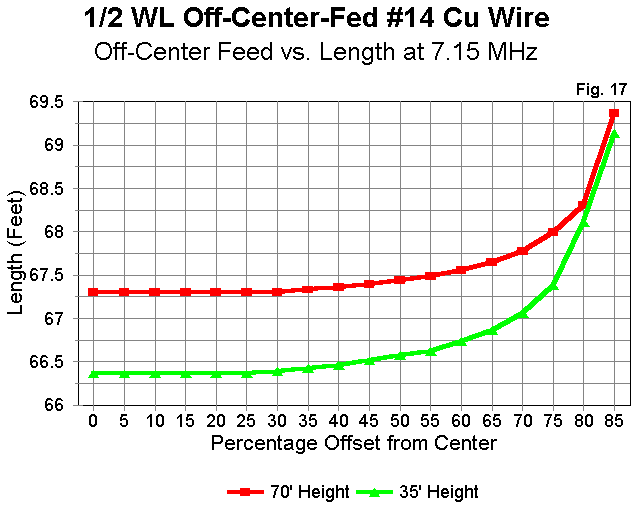 1/2 WL Off-Center-Fed #14 Cu Wire
Off-Center Feed vs. Length at 7.15 MHz
Fig. 17
69.5
69
68.5
68
67.5
67
66.5
66
Length (Feet)
0 5 10 15 20 25 30 35 40 45 50 55 60 65 70 75 80 85
Percentage Offset from Center
70' Height 35' Height